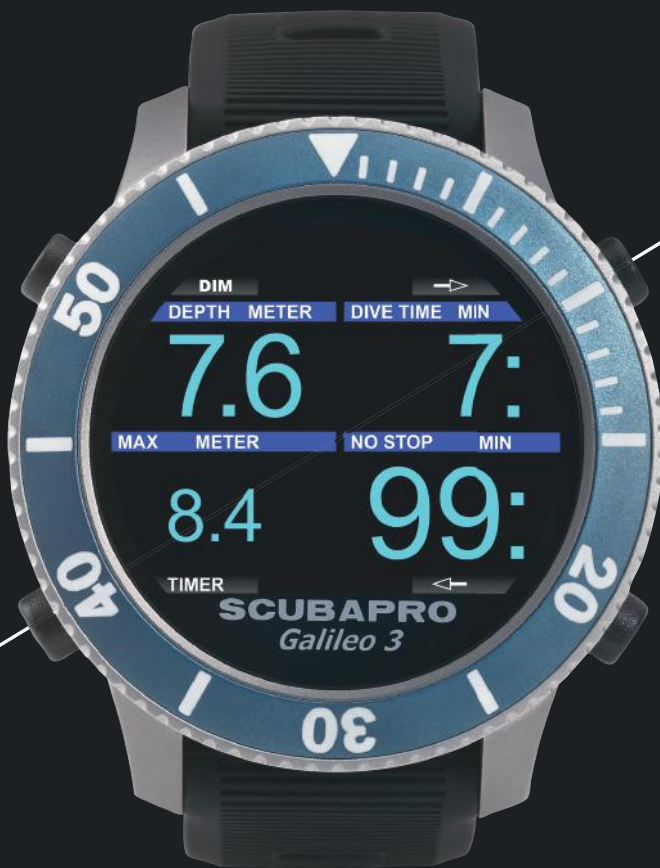 DIM
DEPTH METER DIVE TIME MIN
7.6 7:
MAX METER NO STOP MIN
8.4 99:
TIMER
SCUBAPRO
Galileo 3
50
40
30
20